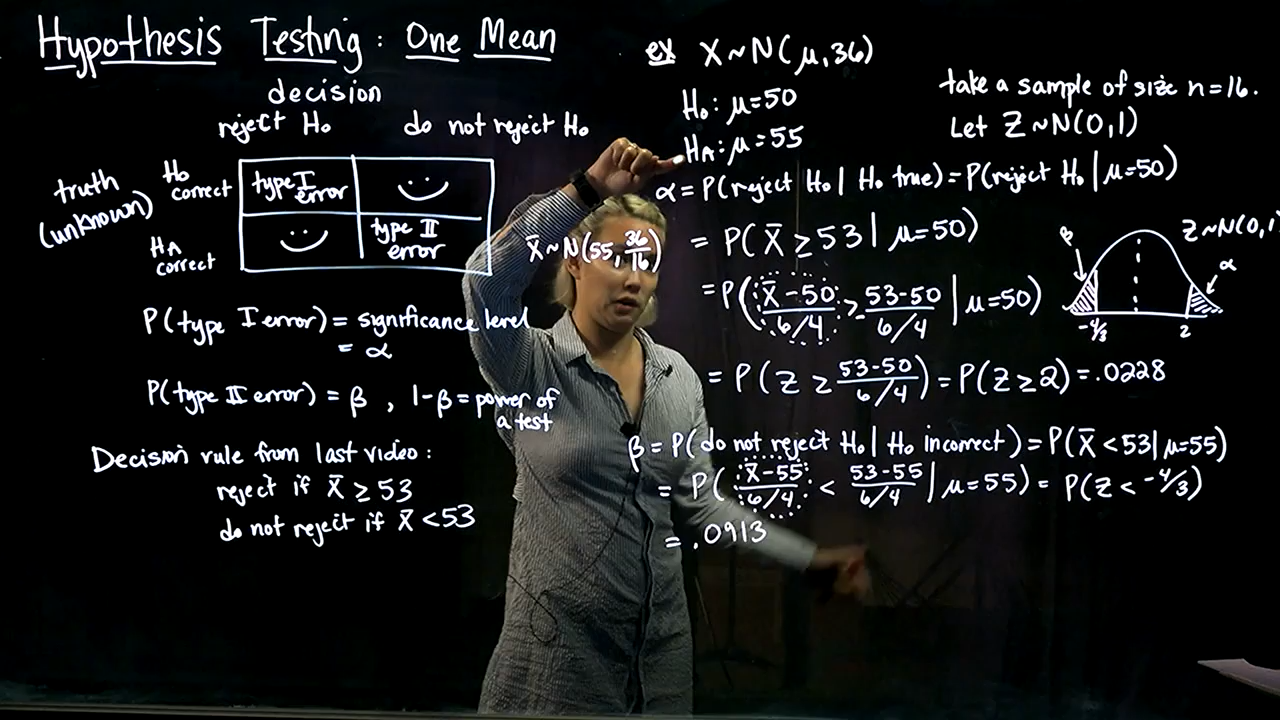 Hypothesis Testing: One Mean
decision
reject H₀ do not reject H₀
truth (unknown)
H₀ correct type I error
HA correct type II error
P(type I error) = significance level
= α
P(type II error) = β , 1-β = power of a test
Decision rule from last video:
reject if X̄ ≥ 53
do not reject if X̄ < 53
ex X~N(μ,36)
H₀: μ=50
HA: μ=55
take a sample of size n=16.
Let Z~N(0,1)
α = P(reject H₀ | H₀ true) = P(reject H₀ | μ=50)
X̄~N(55, 36/16)
= P(X̄ ≥ 53 | μ=50)
= P( X̄-50 / 6/4 ≥ 53-50 / 6/4 | μ=50)
= P(Z ≥ 53-50 / 6/4) = P(Z ≥ 2) = .0228
β Z~N(0,1
α
-4/3 2
β = P(do not reject H₀ | H₀ incorrect) = P(X̄ < 53 | μ=55)
= P( X̄-55 / 6/4 < 53-55 / 6/4 | μ=55) = P(Z < -4/3)
= .0913